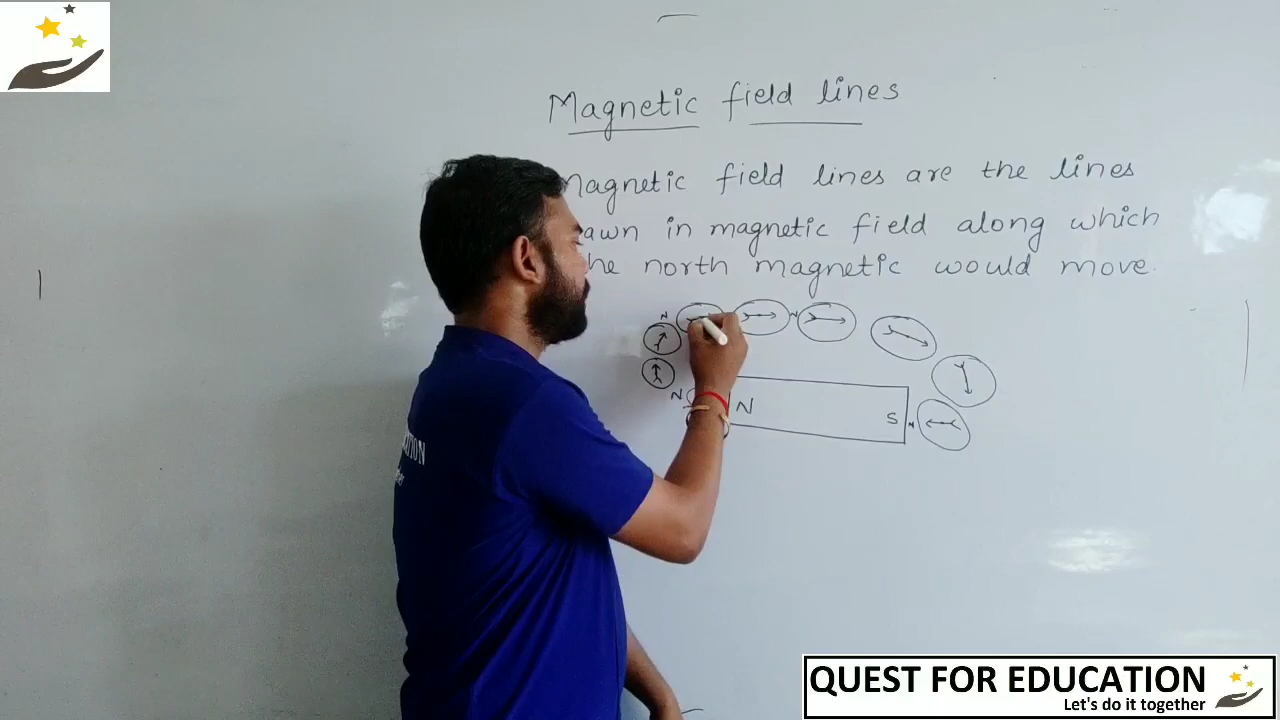 Magnetic field lines
Magnetic field lines are the lines
awn in magnetic field along which
he north magnetic would move.
N
N
N
N
N
S
N
QUEST FOR EDUCATION
Let's do it together